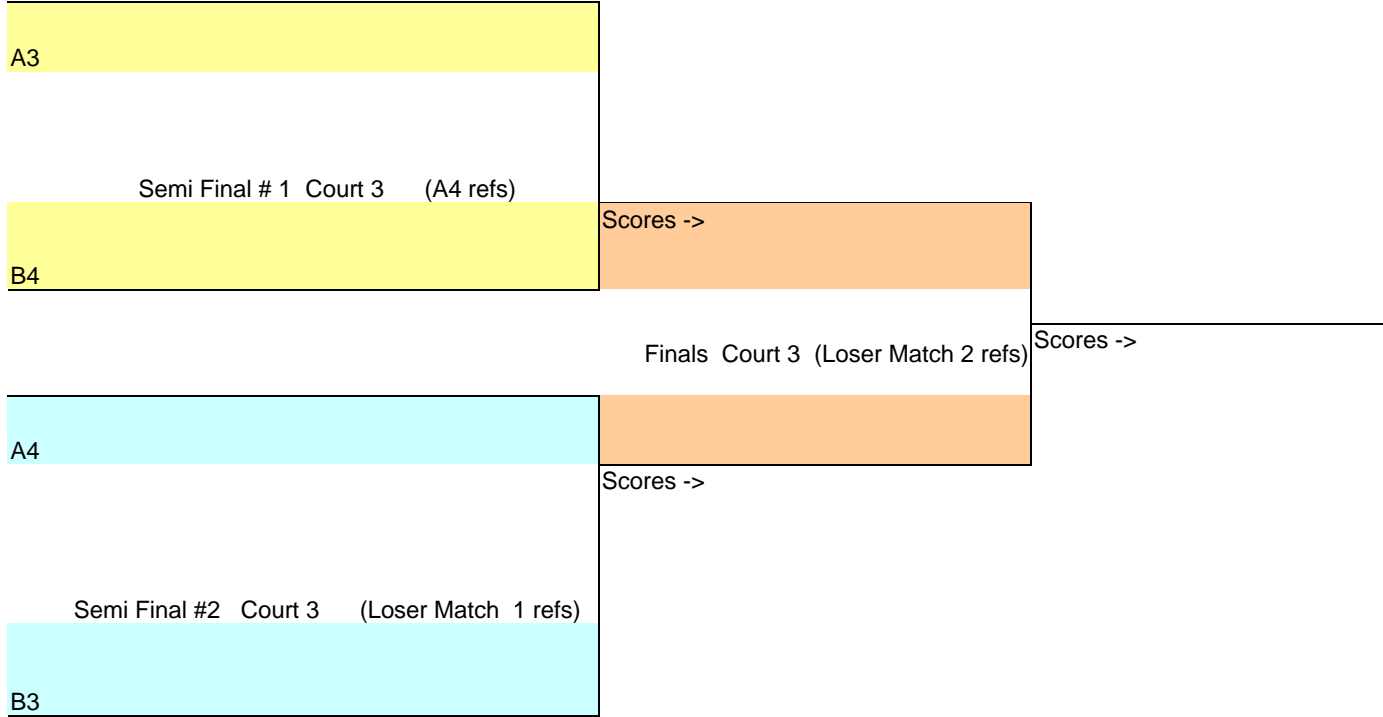 A3
Semi Final # 1  Court 3     (A4 refs)
Scores ->
B4
Finals  Court 3  (Loser Match 2 refs)
Scores ->
A4
Scores ->
Semi Final #2   Court 3     (Loser Match  1 refs)
B3